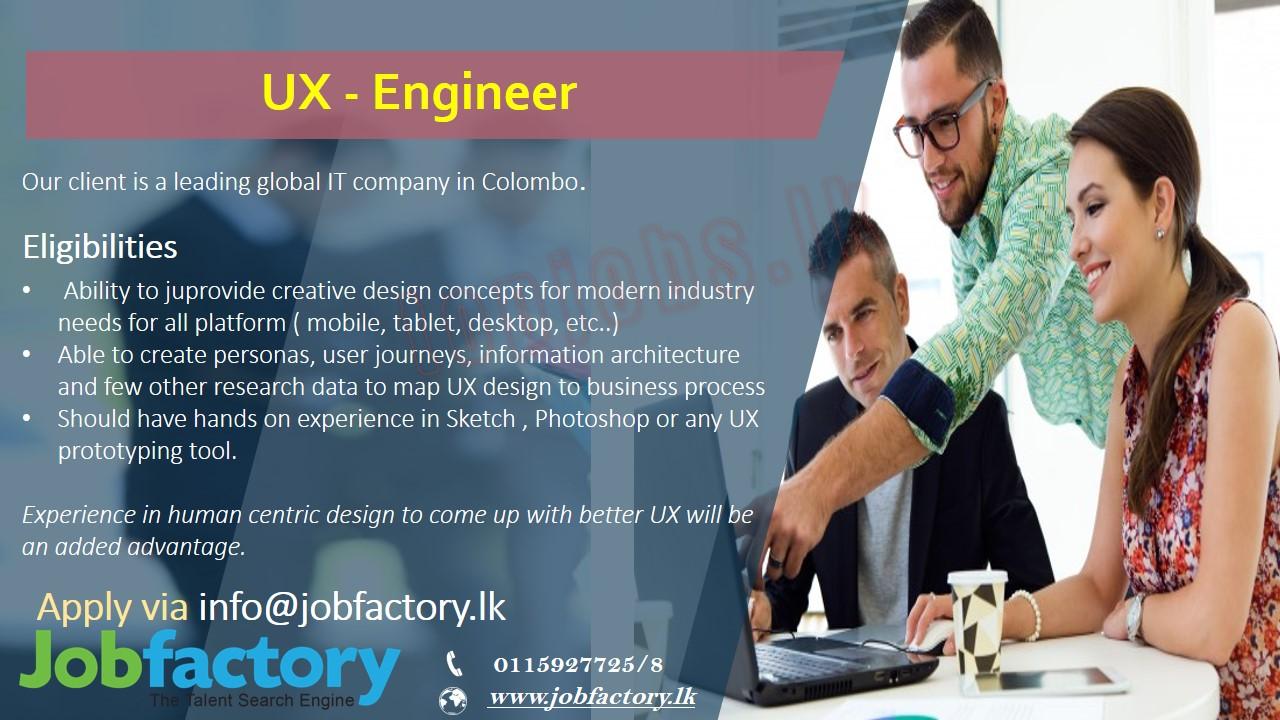 UX - Engineer
Our client is a leading global IT company in Colombo.
Eligibilities
• Ability to juprovide creative design concepts for modern industry
needs for all platform ( mobile, tablet, desktop, etc..)
• Able to create personas, user journeys, information architecture
and few other research data to map UX design to business process
• Should have hands on experience in Sketch , Photoshop or any UX
prototyping tool.
Experience in human centric design to come up with better UX will be
an added advantage.
Apply via info@jobfactory.lk
Jobfactory
The Talent Search Engine
0115927725/8
www.jobfactory.lk